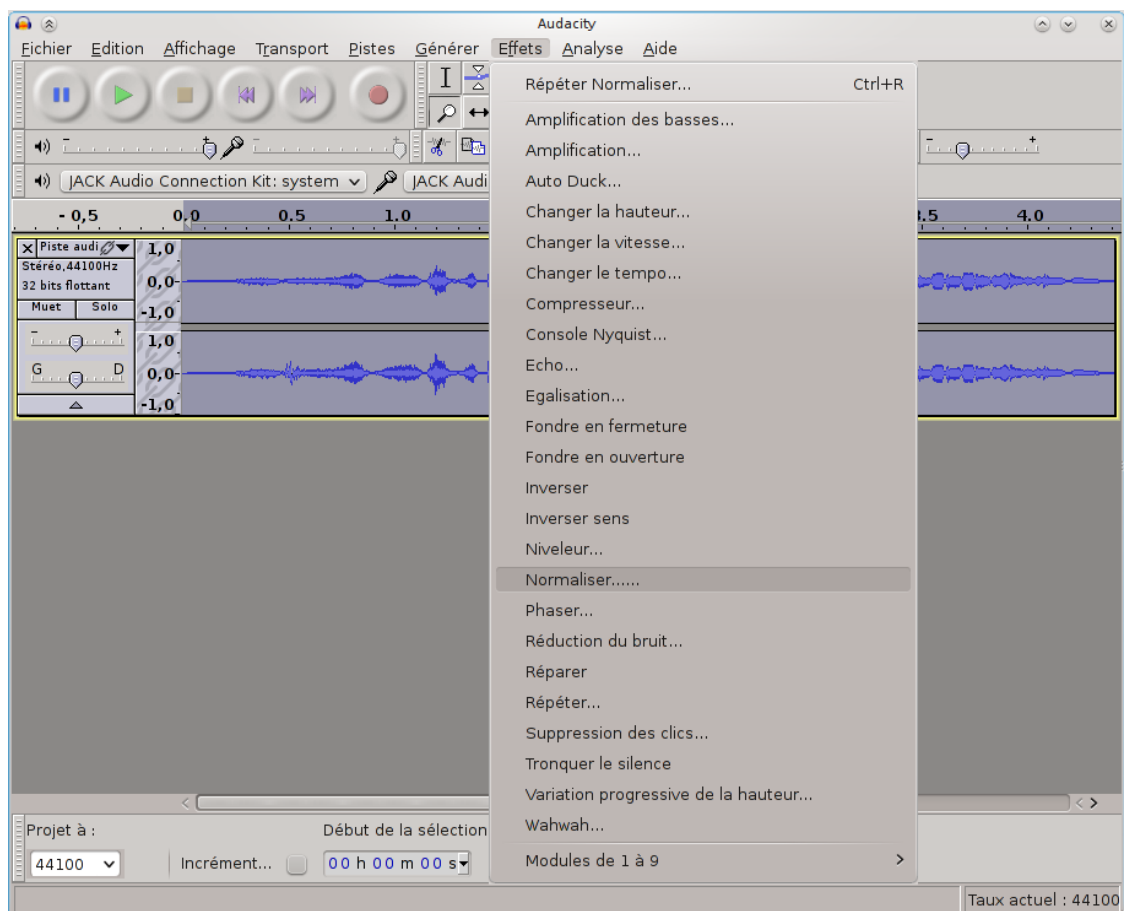 Audacity
Fichier Edition Affichage Transport Pistes Générer Effets Analyse Aide
Répéter Normaliser... Ctrl+R
Amplification des basses...
Amplification...
Auto Duck...
Changer la hauteur...
Changer la vitesse...
Changer le tempo...
Compresseur...
Console Nyquist...
Echo...
Egalisation...
Fondre en fermeture
Fondre en ouverture
Inverser
Inverser sens
Niveleur...
Normaliser......
Phaser...
Réduction du bruit...
Réparer
Répéter...
Suppression des clics...
Tronquer le silence
Variation progressive de la hauteur...
Wahwah...
Modules de 1 à 9
- +
JACK Audio Connection Kit: system JACK Audi
- 0,5 0,0 0.5 1.0 3.5 4.0
Piste audi
Stéréo,44100Hz
32 bits flottant
Muet Solo
- +
G D
1,0
0,0
-1,0
1,0
0,0
-1,0
Projet à : Début de la sélection
44100 Incrément... 00 h 00 m 00 s
Taux actuel : 44100